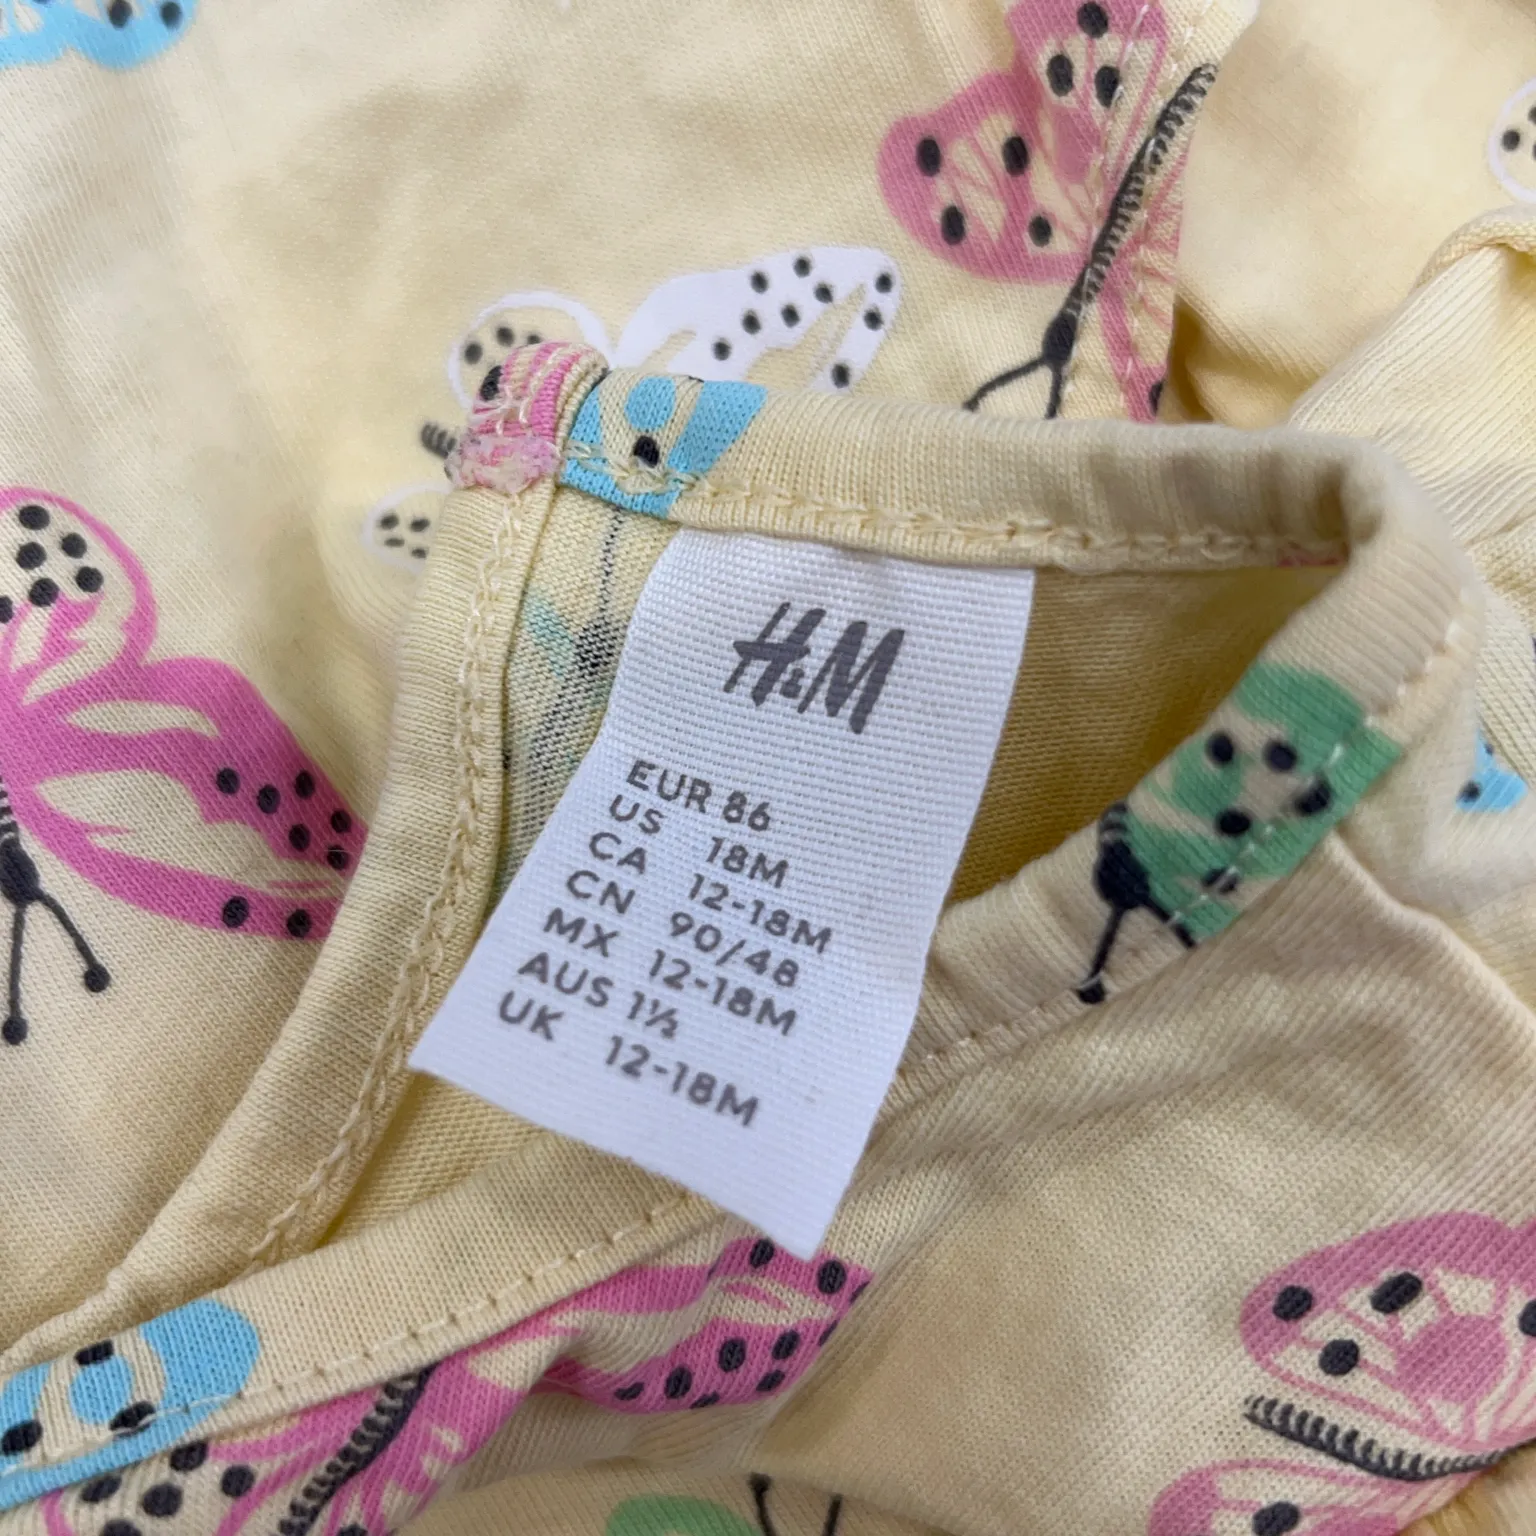 H&M
EUR 86
US 18M
CA 12-18M
CN 90/48
MX 12-18M
AUS 1½
UK 12-18M